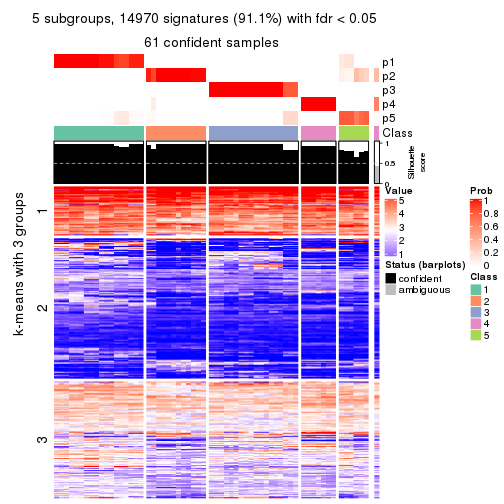 5 subgroups, 14970 signatures (91.1%) with fdr < 0.05
61 confident samples
p1
p2
p3
p4
p5
Class
1
0.5
0
Silhouette
score
k-means with 3 groups
1
2
3
Value
5
4
3
2
1
Status (barplots)
confident
ambiguous
Prob
1
0.8
0.6
0.4
0.2
0
Class
1
2
3
4
5